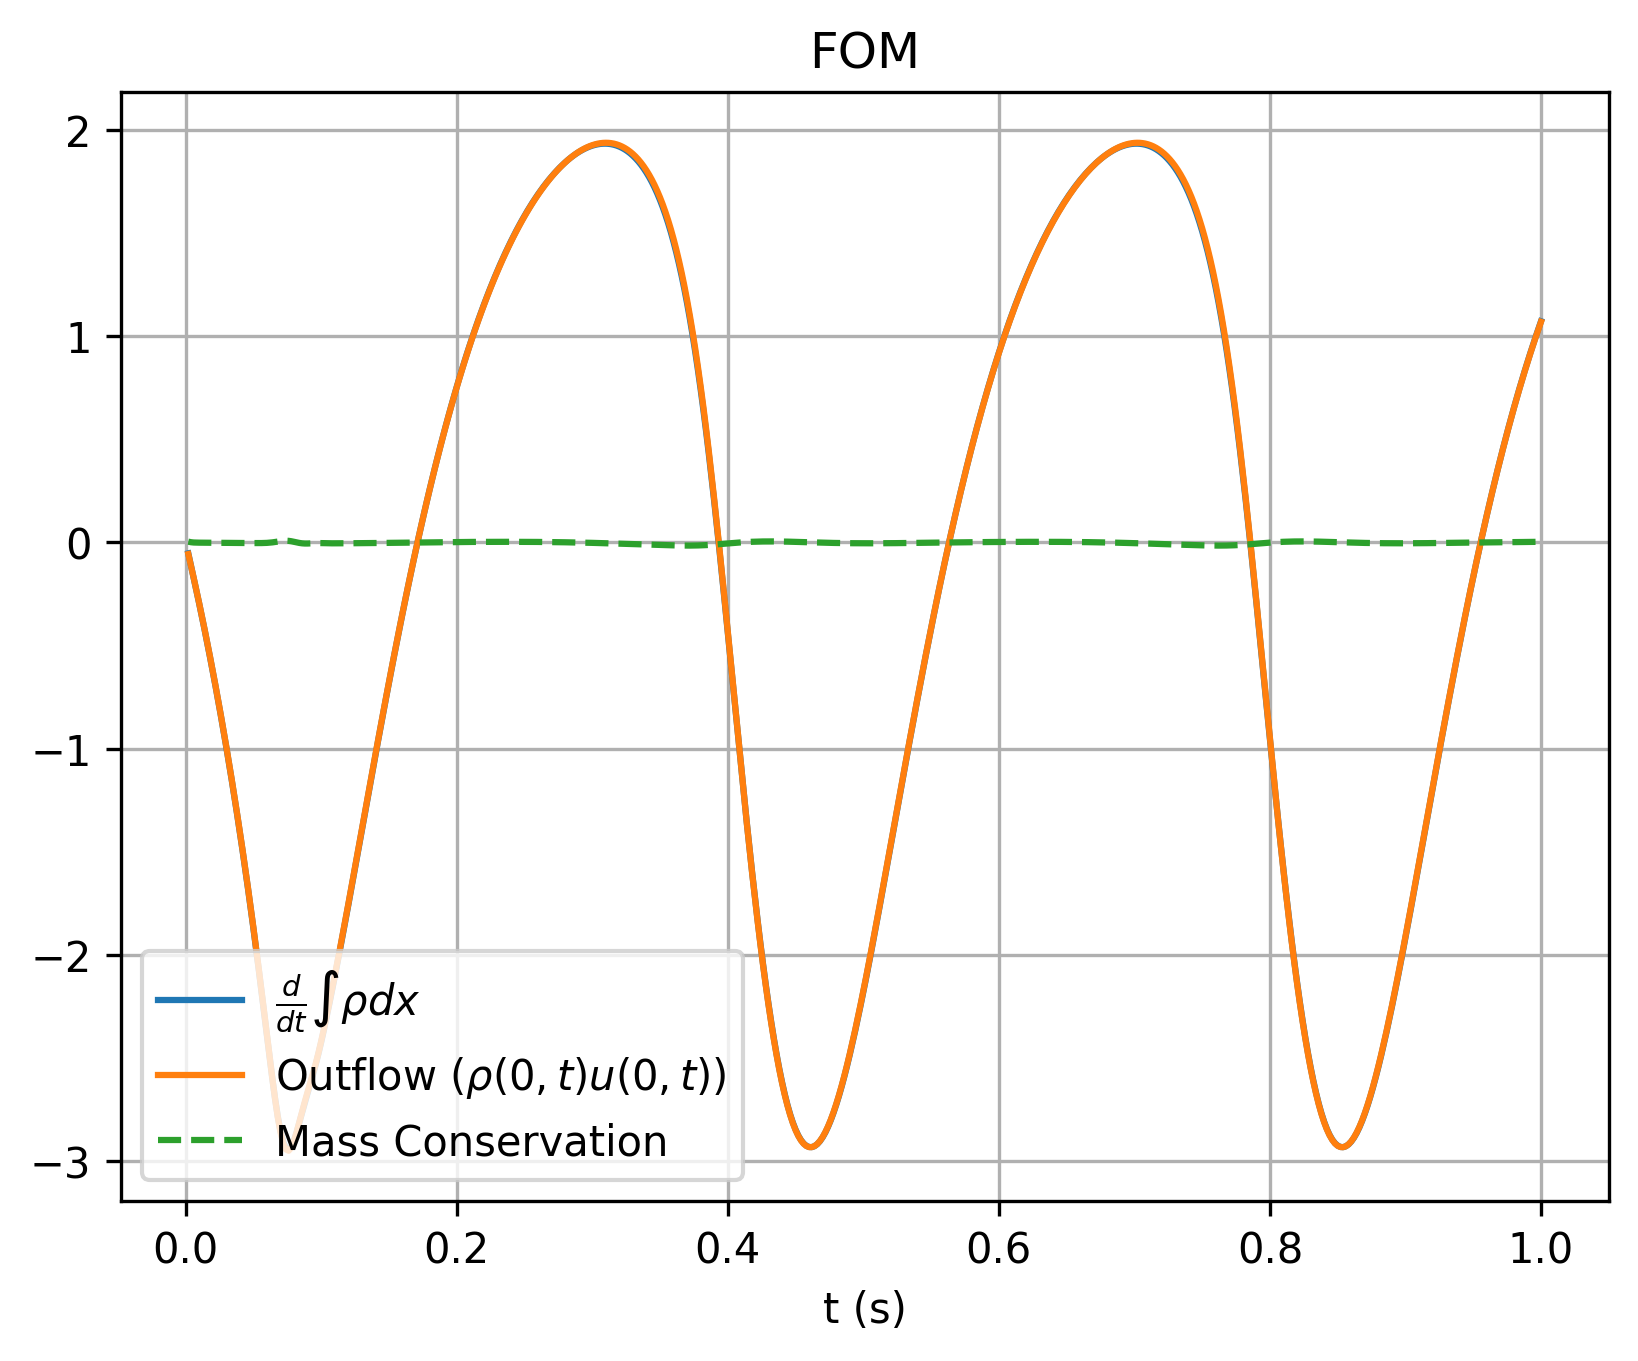 FOM
2
1
0
−1
−2
−3
d/dt ∫ρdx
Outflow (ρ(0, t)u(0, t))
Mass Conservation
0.0 0.2 0.4 0.6 0.8 1.0
t (s)